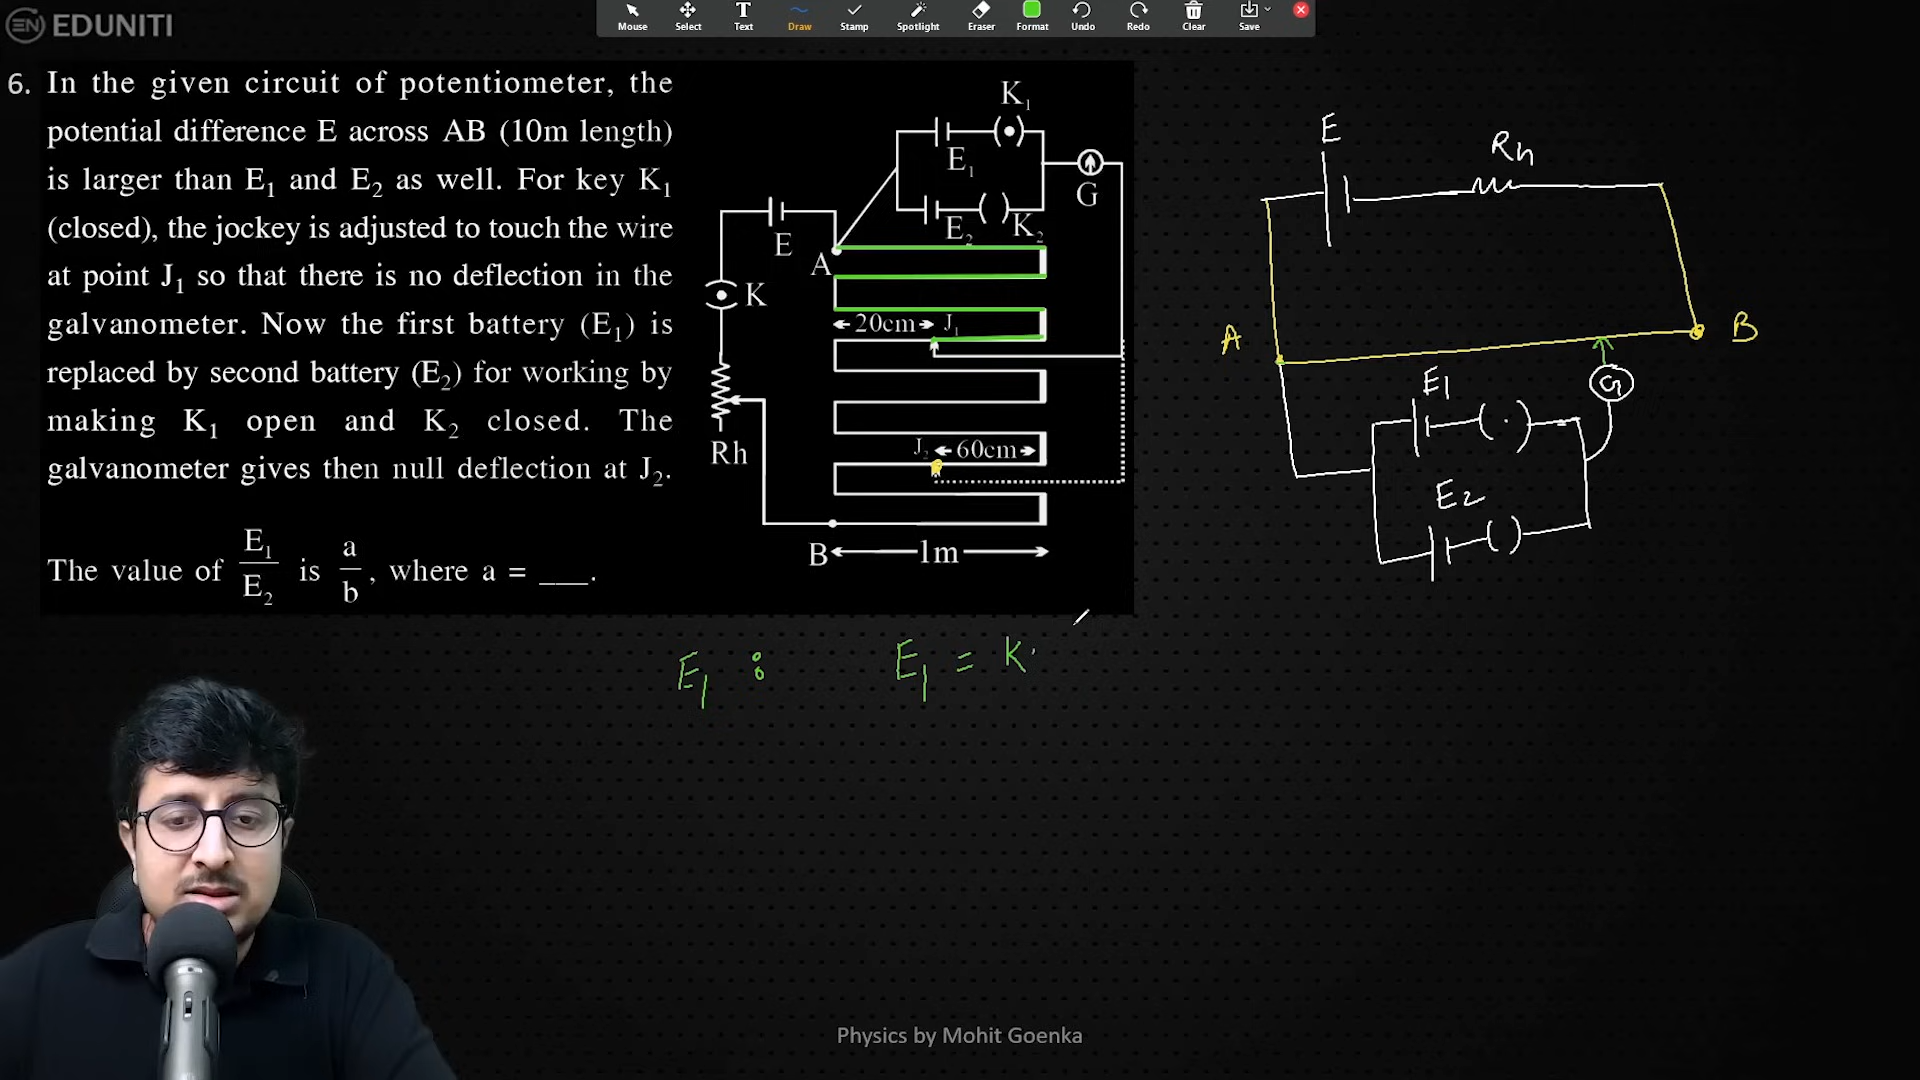 EN EDUNITI
Mouse Select Text Draw Stamp Spotlight Eraser Format Undo Redo Clear Save
6. In the given circuit of potentiometer, the
potential difference E across AB (10m length)
is larger than E₁ and E₂ as well. For key K₁
(closed), the jockey is adjusted to touch the wire
at point J₁ so that there is no deflection in the
galvanometer. Now the first battery (E₁) is
replaced by second battery (E₂) for working by
making K₁ open and K₂ closed. The
galvanometer gives then null deflection at J₂.
The value of E₁/E₂ is a/b, where a = ___.
K₁
E₁
G
E₂
K₂
E
A
K
20cm J₁
J₂ 60cm
Rh
B 1m
E
Rh
A
B
G
E₁
E₂
E₁ : E₁ = K
Physics by Mohit Goenka